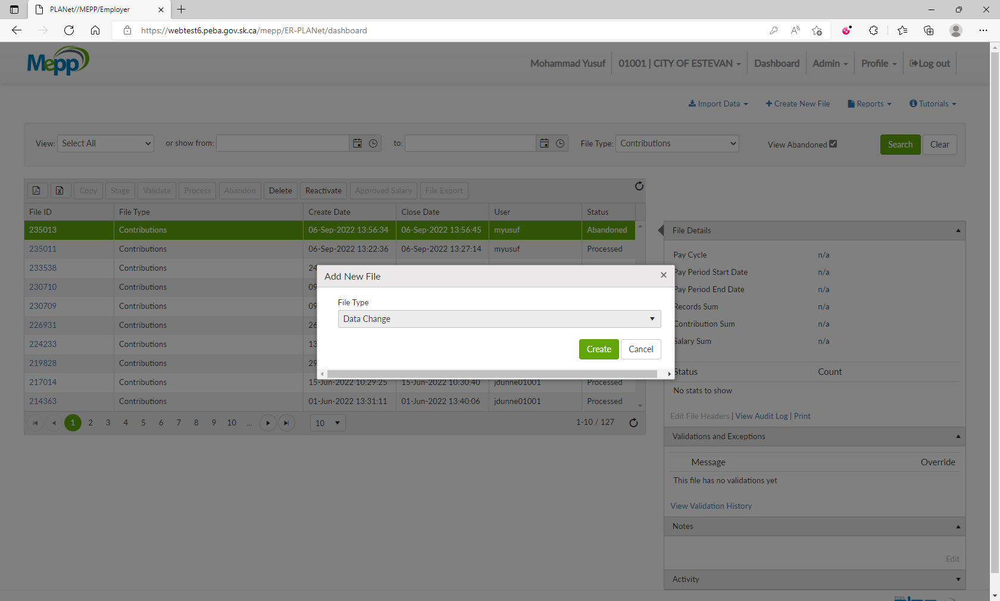 PLANet//MEPP/Employer
https://webtest6.peba.gov.sk.ca/mepp/ER-PLANet/dashboard
Mepp
Mohammad Yusuf
01001 | CITY OF ESTEVAN
Dashboard
Admin
Profile
Log out
Import Data
Create New File
Reports
Tutorials
View: Select All
or show from:
to:
File Type: Contributions
View Abandoned
Search
Clear
Copy
Stage
Validate
Process
Abandon
Delete
Reactivate
Approved Salary
File Export
File ID File Type Create Date Close Date User Status
235013 Contributions 06-Sep-2022 13:56:34 06-Sep-2022 13:56:45 myusuf Abandoned
235011 Contributions 06-Sep-2022 13:22:36 06-Sep-2022 13:27:14 myusuf Processed
233538 Contributions 24
230710 Contributions 09
230709 Contributions 09
226931 Contributions 26
224233 Contributions 13
219828 Contributions 29
217014 Contributions 15-Jun-2022 10:29:25 15-Jun-2022 10:30:40 jdunne01001 Processed
214363 Contributions 01-Jun-2022 13:31:11 01-Jun-2022 13:40:06 jdunne01001 Processed
1 2 3 4 5 6 7 8 9 10 ...
10
1-10 / 127
Add New File
File Type
Data Change
Create
Cancel
File Details
Pay Cycle n/a
Pay Period Start Date n/a
Pay Period End Date n/a
Records Sum n/a
Contribution Sum n/a
Salary Sum n/a
Status Count
No stats to show
Edit File Headers | View Audit Log | Print
Validations and Exceptions
Message Override
This file has no validations yet
View Validation History
Notes
Edit
Activity
PEBA